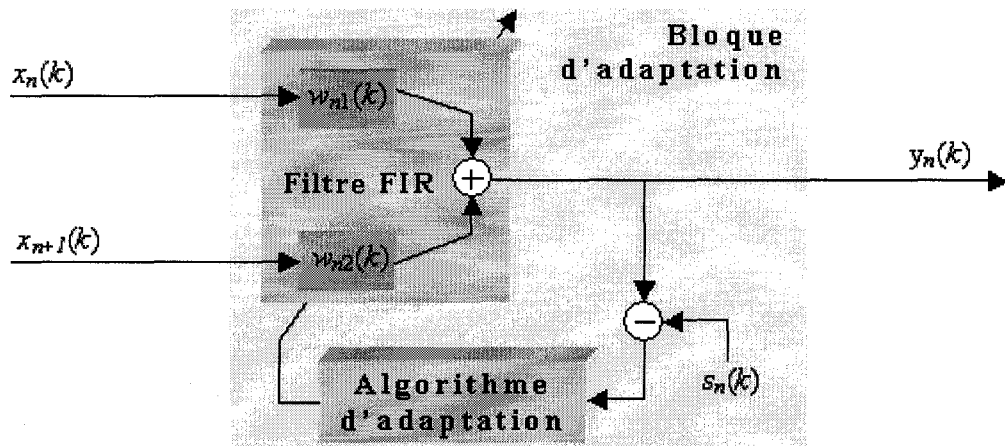 Bloque
d'adaptation
xₙ(k)
wₙ₁(k)
Filtre FIR
+
yₙ(k)
xₙ₊₁(k)
wₙ₂(k)
−
sₙ(k)
Algorithme
d'adaptation